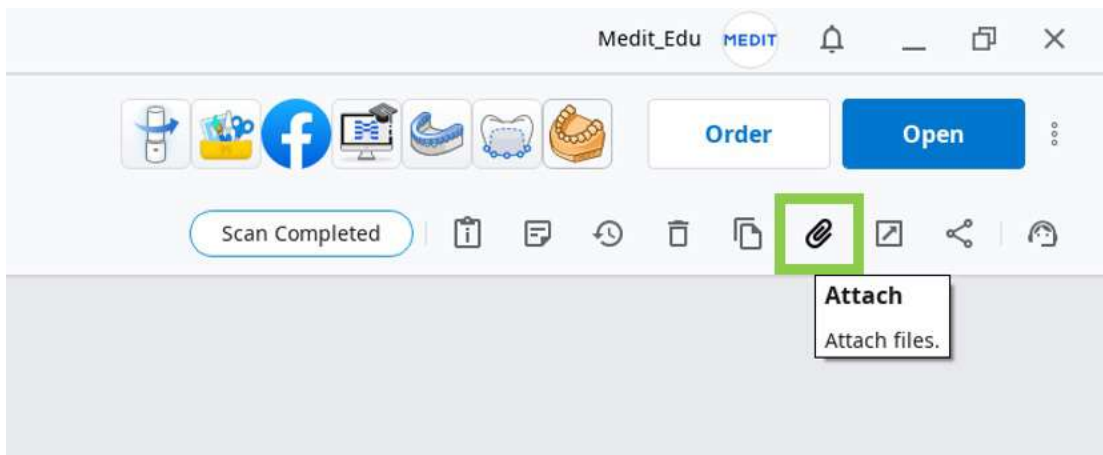 Medit_Edu MEDIT
Order Open
Scan Completed
Attach
Attach files.